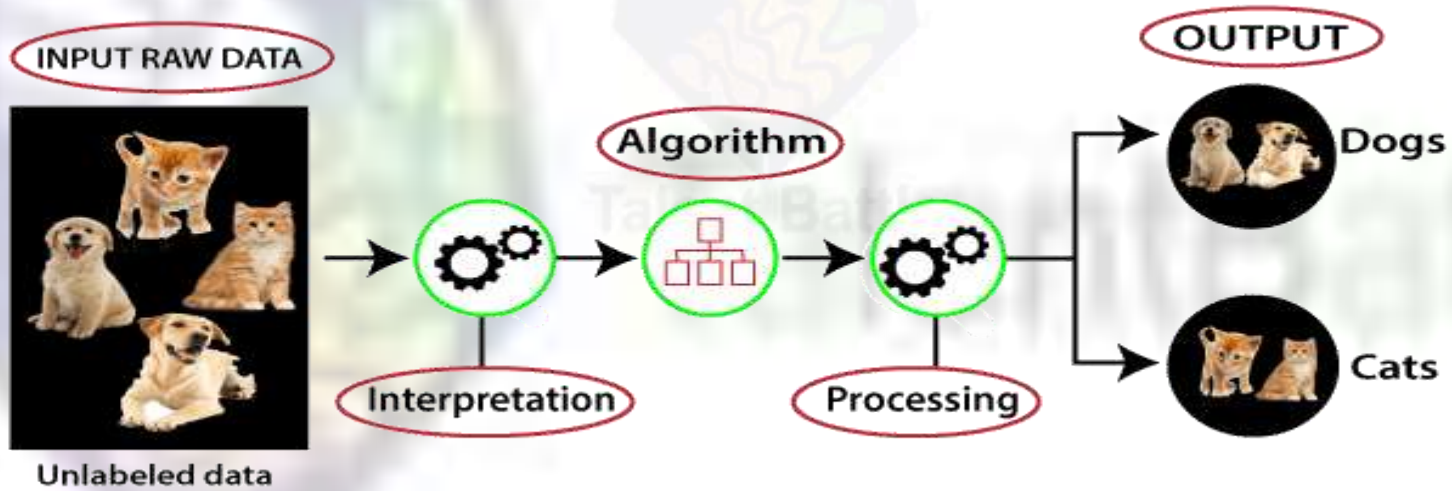 INPUT RAW DATA
OUTPUT
Algorithm
Dogs
Interpretation
Processing
Cats
Unlabeled data